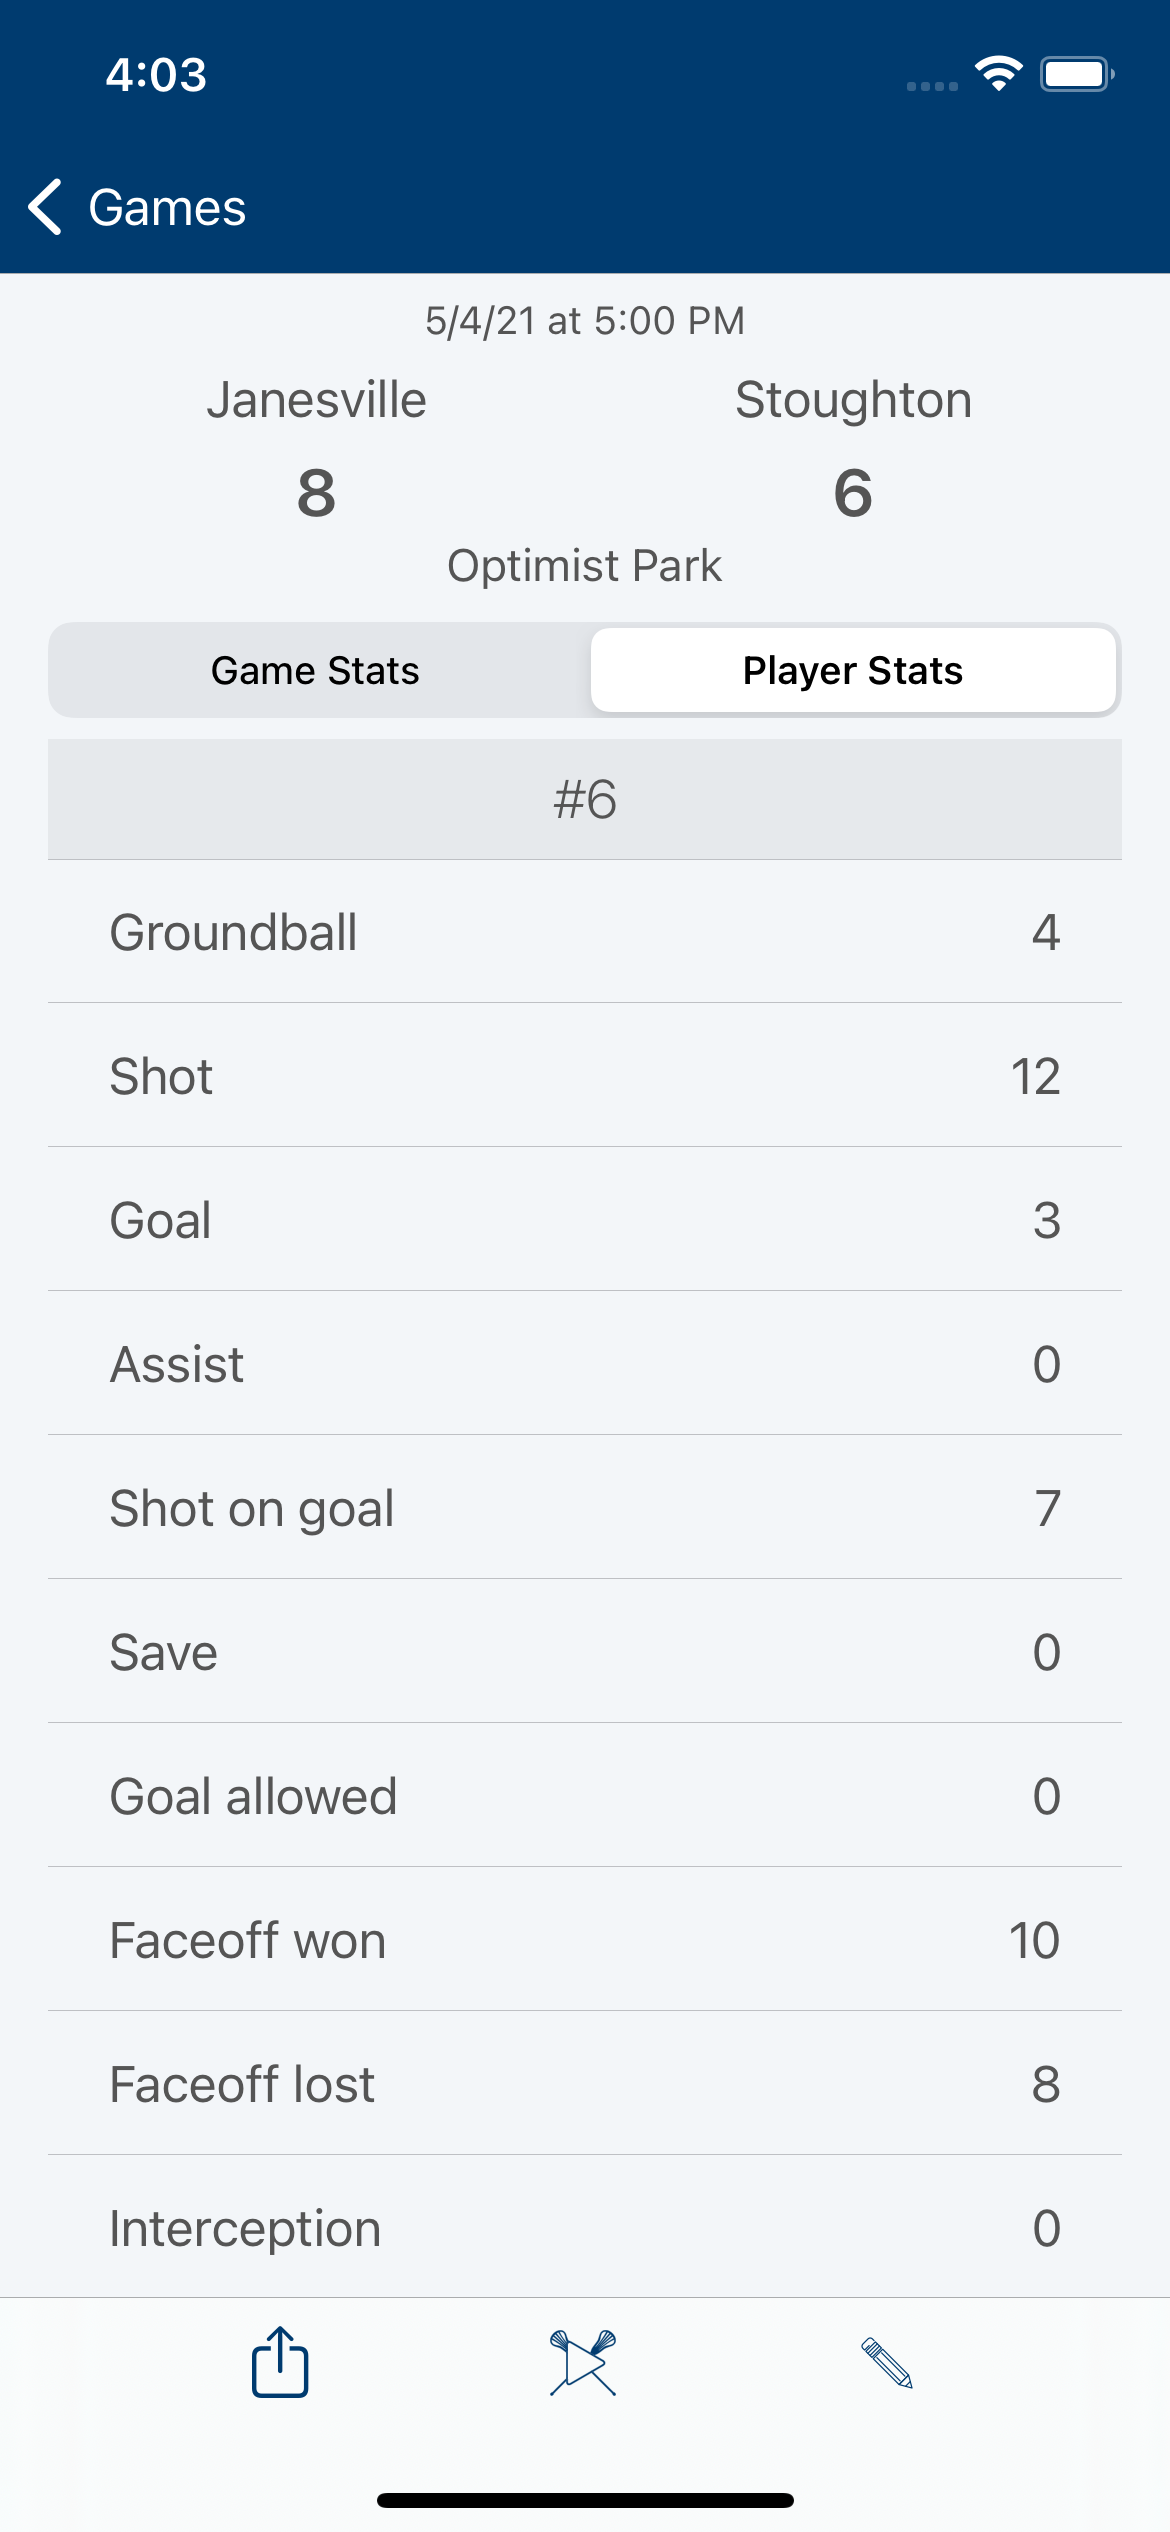 4:03
Games
5/4/21 at 5:00 PM
Janesville Stoughton
8 6
Optimist Park
Game Stats Player Stats
#6
Groundball 4
Shot 12
Goal 3
Assist 0
Shot on goal 7
Save 0
Goal allowed 0
Faceoff won 10
Faceoff lost 8
Interception 0